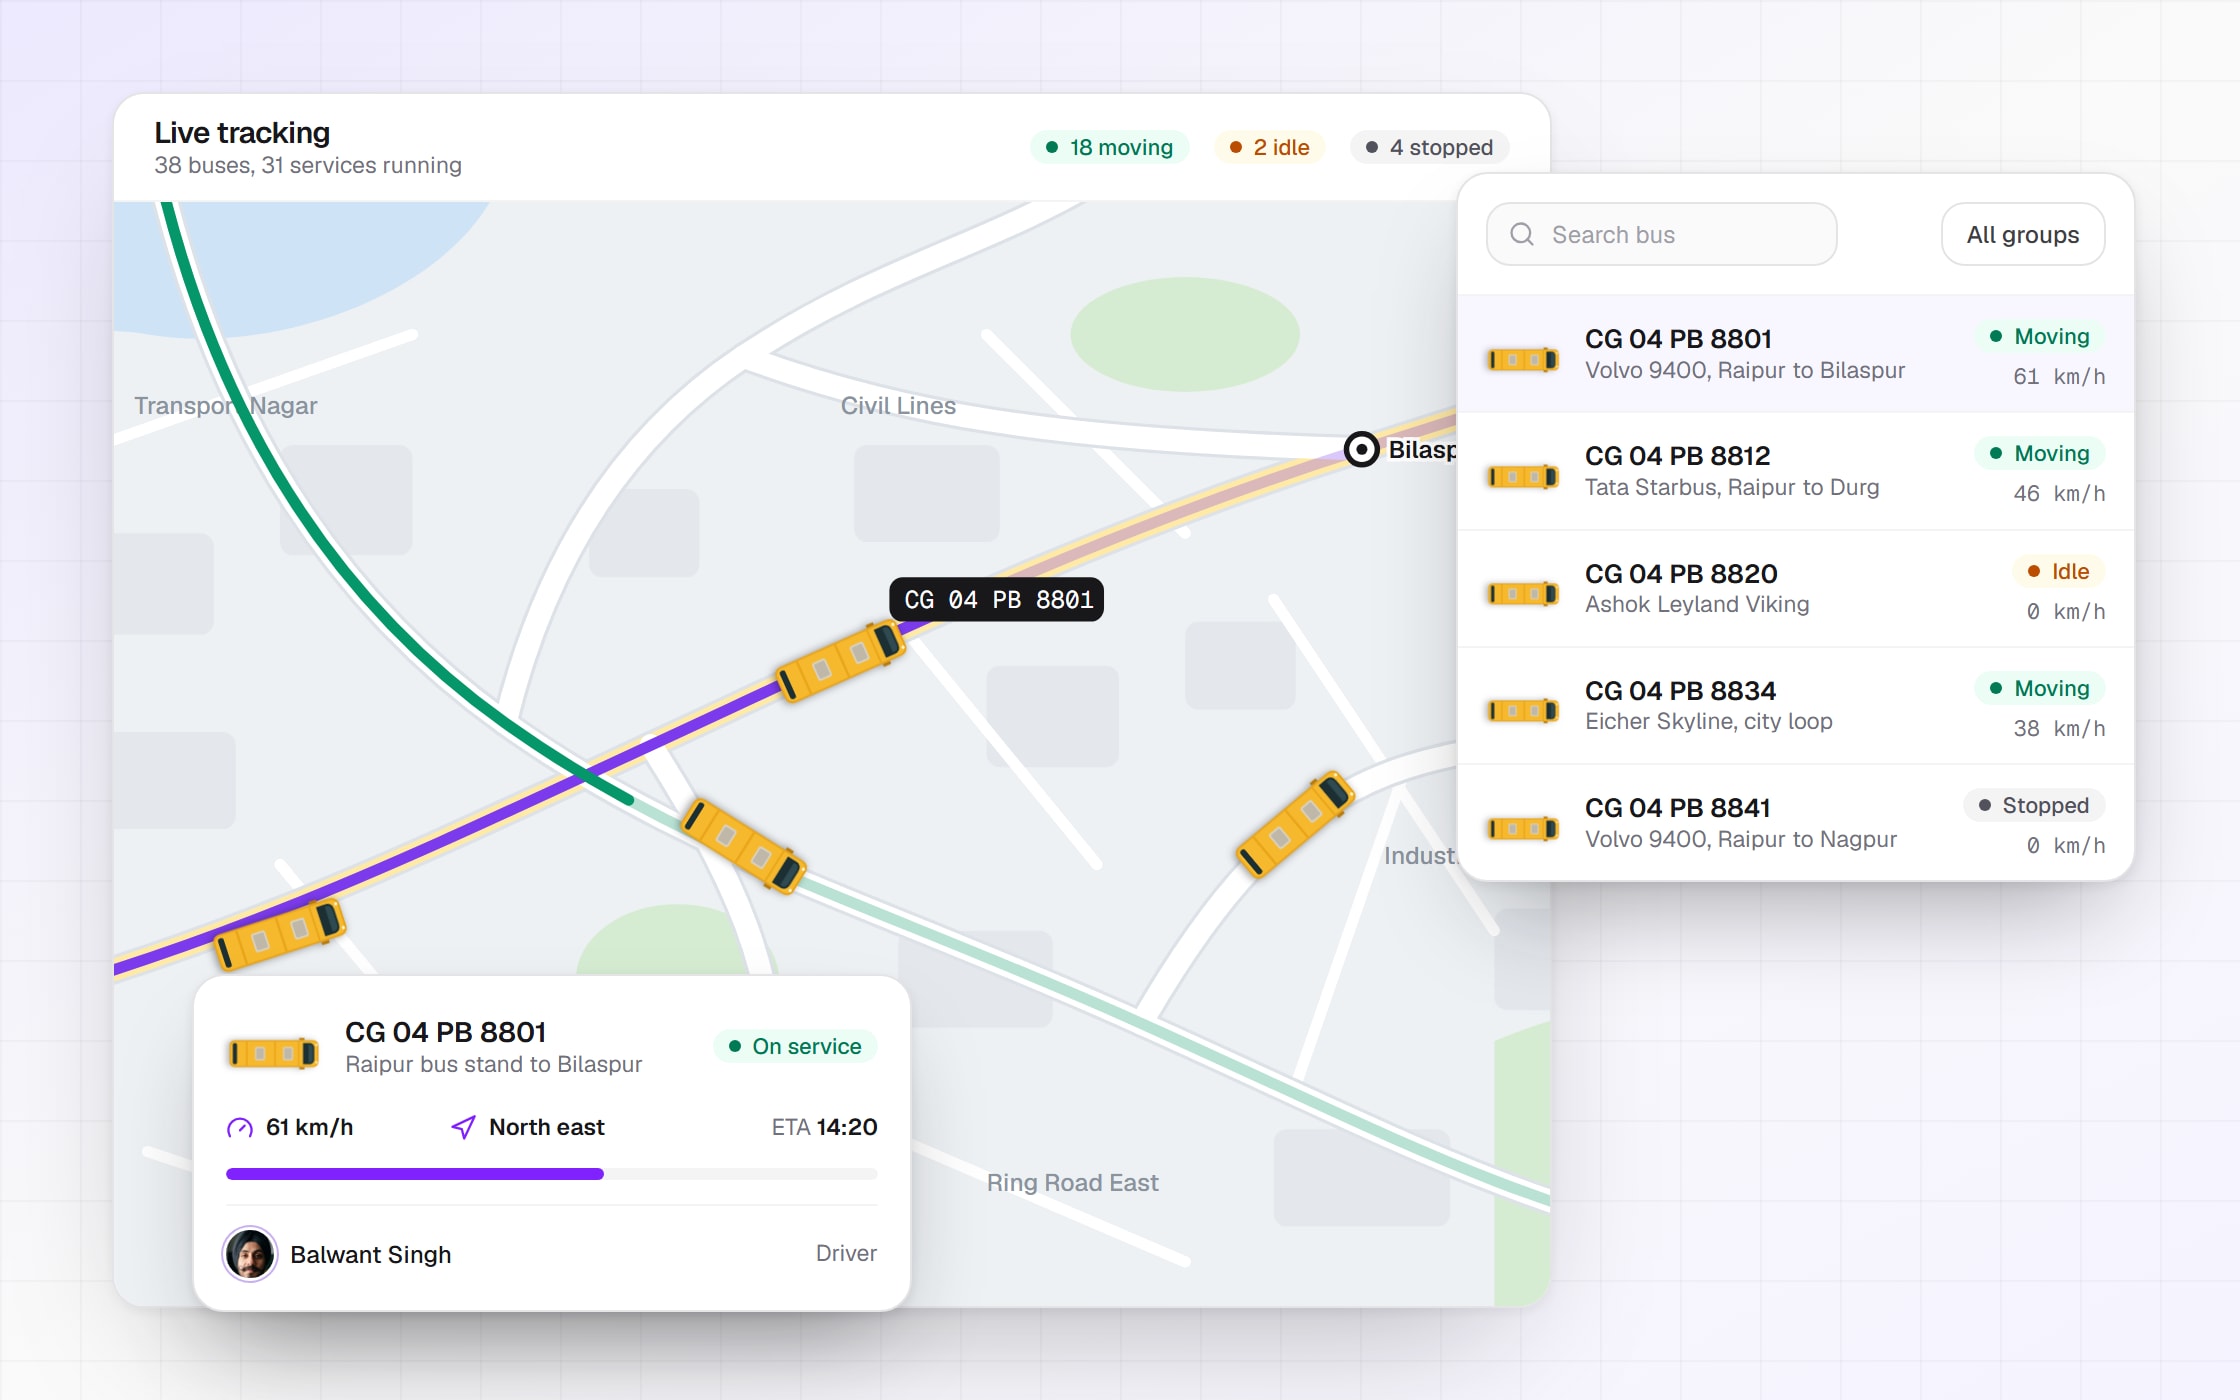 Live tracking
38 buses, 31 services running
18 moving
2 idle
4 stopped
Search bus
All groups
CG 04 PB 8801
Volvo 9400, Raipur to Bilaspur
Moving
61 km/h
CG 04 PB 8812
Tata Starbus, Raipur to Durg
Moving
46 km/h
CG 04 PB 8820
Ashok Leyland Viking
Idle
0 km/h
CG 04 PB 8834
Eicher Skyline, city loop
Moving
38 km/h
CG 04 PB 8841
Volvo 9400, Raipur to Nagpur
Stopped
0 km/h
Transport Nagar
Civil Lines
Bilasp
CG 04 PB 8801
Indust
Ring Road East
CG 04 PB 8801
Raipur bus stand to Bilaspur
On service
61 km/h
North east
ETA 14:20
Balwant Singh
Driver